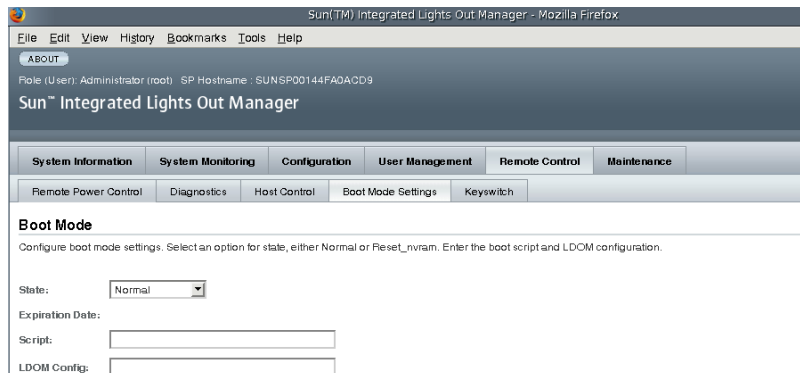 Sun(TM) Integrated Lights Out Manager - Mozilla Firefox
File Edit View History Bookmarks Tools Help
ABOUT
Role (User): Administrator (root) SP Hostname : SUNSP00144FA0ACD9
Sun™ Integrated Lights Out Manager
System Information System Monitoring Configuration User Management Remote Control Maintenance
Remote Power Control Diagnostics Host Control Boot Mode Settings Keyswitch
Boot Mode
Configure boot mode settings. Select an option for state, either Normal or Reset_nvram. Enter the boot script and LDOM configuration.
State: Normal
Expiration Date:
Script:
LDOM Config: